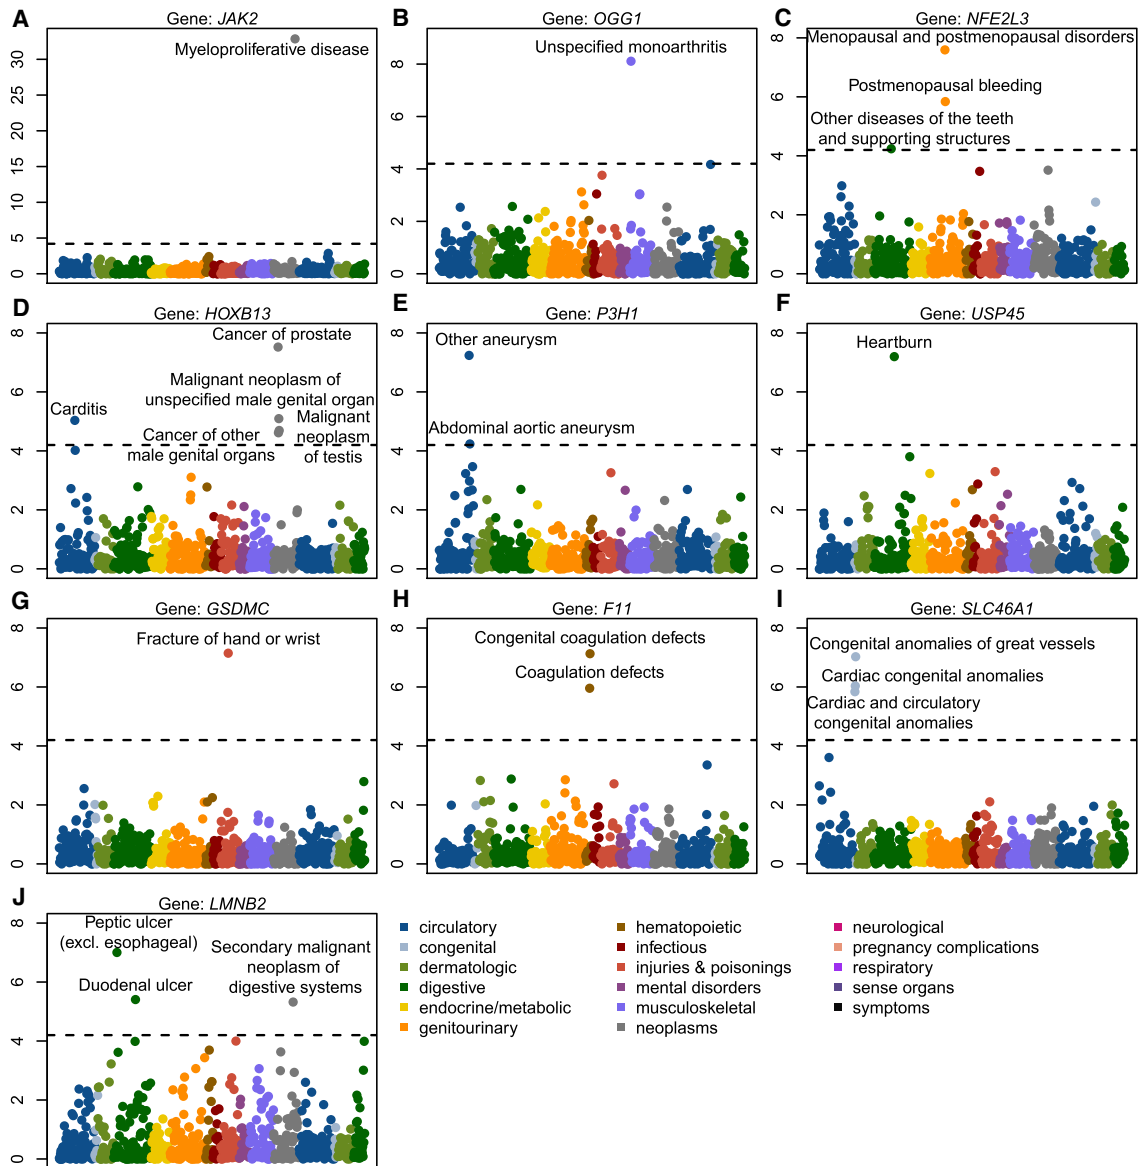 A
Gene: JAK2
Myeloproliferative disease
30
25
20
15
10
5
0
B
Gene: OGG1
Unspecified monoarthritis
8
6
4
2
0
C
Gene: NFE2L3
Menopausal and postmenopausal disorders
Postmenopausal bleeding
Other diseases of the teeth
and supporting structures
8
6
4
2
0
D
Gene: HOXB13
Cancer of prostate
Malignant neoplasm of
unspecified male genital organ
Carditis
Malignant
neoplasm
of testis
Cancer of other
male genital organs
8
6
4
2
0
E
Gene: P3H1
Other aneurysm
Abdominal aortic aneurysm
8
6
4
2
0
F
Gene: USP45
Heartburn
8
6
4
2
0
G
Gene: GSDMC
Fracture of hand or wrist
8
6
4
2
0
H
Gene: F11
Congenital coagulation defects
Coagulation defects
8
6
4
2
0
I
Gene: SLC46A1
Congenital anomalies of great vessels
Cardiac congenital anomalies
Cardiac and circulatory
congenital anomalies
8
6
4
2
0
J
Gene: LMNB2
Peptic ulcer
(excl. esophageal)
Duodenal ulcer
Secondary malignant
neoplasm of
digestive systems
8
6
4
2
0
circulatory
congenital
dermatologic
digestive
endocrine/metabolic
genitourinary
hematopoietic
infectious
injuries & poisonings
mental disorders
musculoskeletal
neoplasms
neurological
pregnancy complications
respiratory
sense organs
symptoms